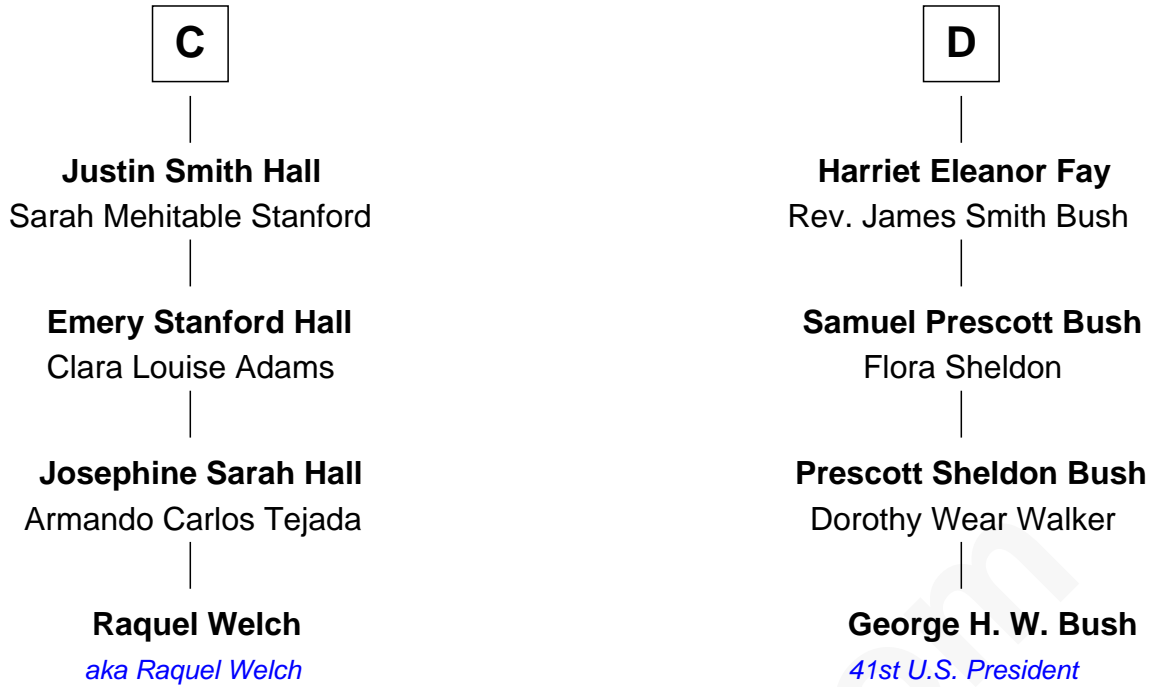 C
Justin Smith Hall
Sarah Mehitable Stanford
Emery Stanford Hall
Clara Louise Adams
Josephine Sarah Hall
Armando Carlos Tejada
Raquel Welch
aka Raquel Welch
D
Harriet Eleanor Fay
Rev. James Smith Bush
Samuel Prescott Bush
Flora Sheldon
Prescott Sheldon Bush
Dorothy Wear Walker
George H. W. Bush
41st U.S. President